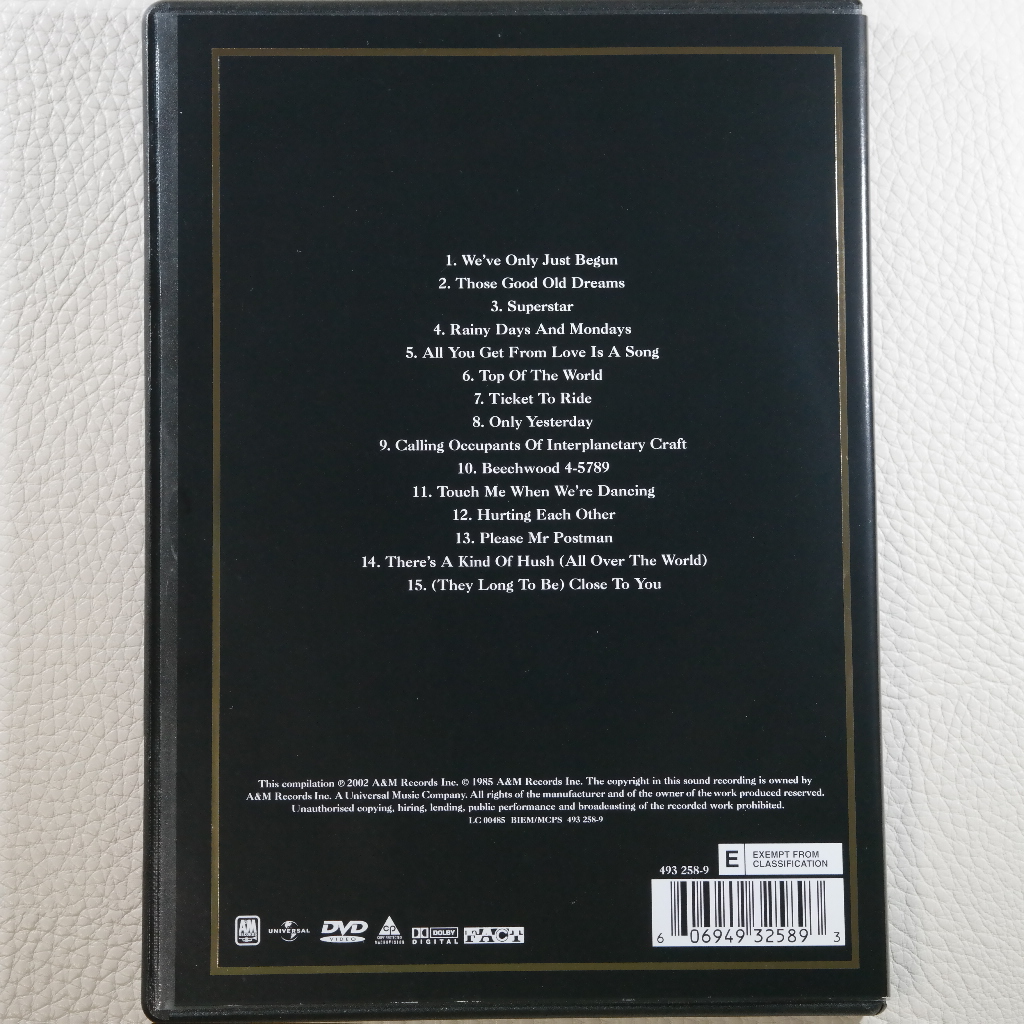 1. We've Only Just Begun
2. Those Good Old Dreams
3. Superstar
4. Rainy Days And Mondays
5. All You Get From Love Is A Song
6. Top Of The World
7. Ticket To Ride
8. Only Yesterday
9. Calling Occupants Of Interplanetary Craft
10. Beechwood 4-5789
11. Touch Me When We're Dancing
12. Hurting Each Other
13. Please Mr Postman
14. There's A Kind Of Hush (All Over The World)
15. (They Long To Be) Close To You
This compilation ℗ 2002 A&M Records Inc. © 1985 A&M Records Inc. The copyright in this sound recording is owned by
A&M Records Inc. A Universal Music Company. All rights of the manufacturer and of the owner of the work produced reserved.
Unauthorised copying, hiring, lending, public performance and broadcasting of the recorded work prohibited.
LC 00485 BIEM/MCPS 493 258-9
E EXEMPT FROM
CLASSIFICATION
493 258-9
A&M UNIVERSAL DVD VIDEO CP DOLBY DIGITAL FACT
6 06949 32589 3